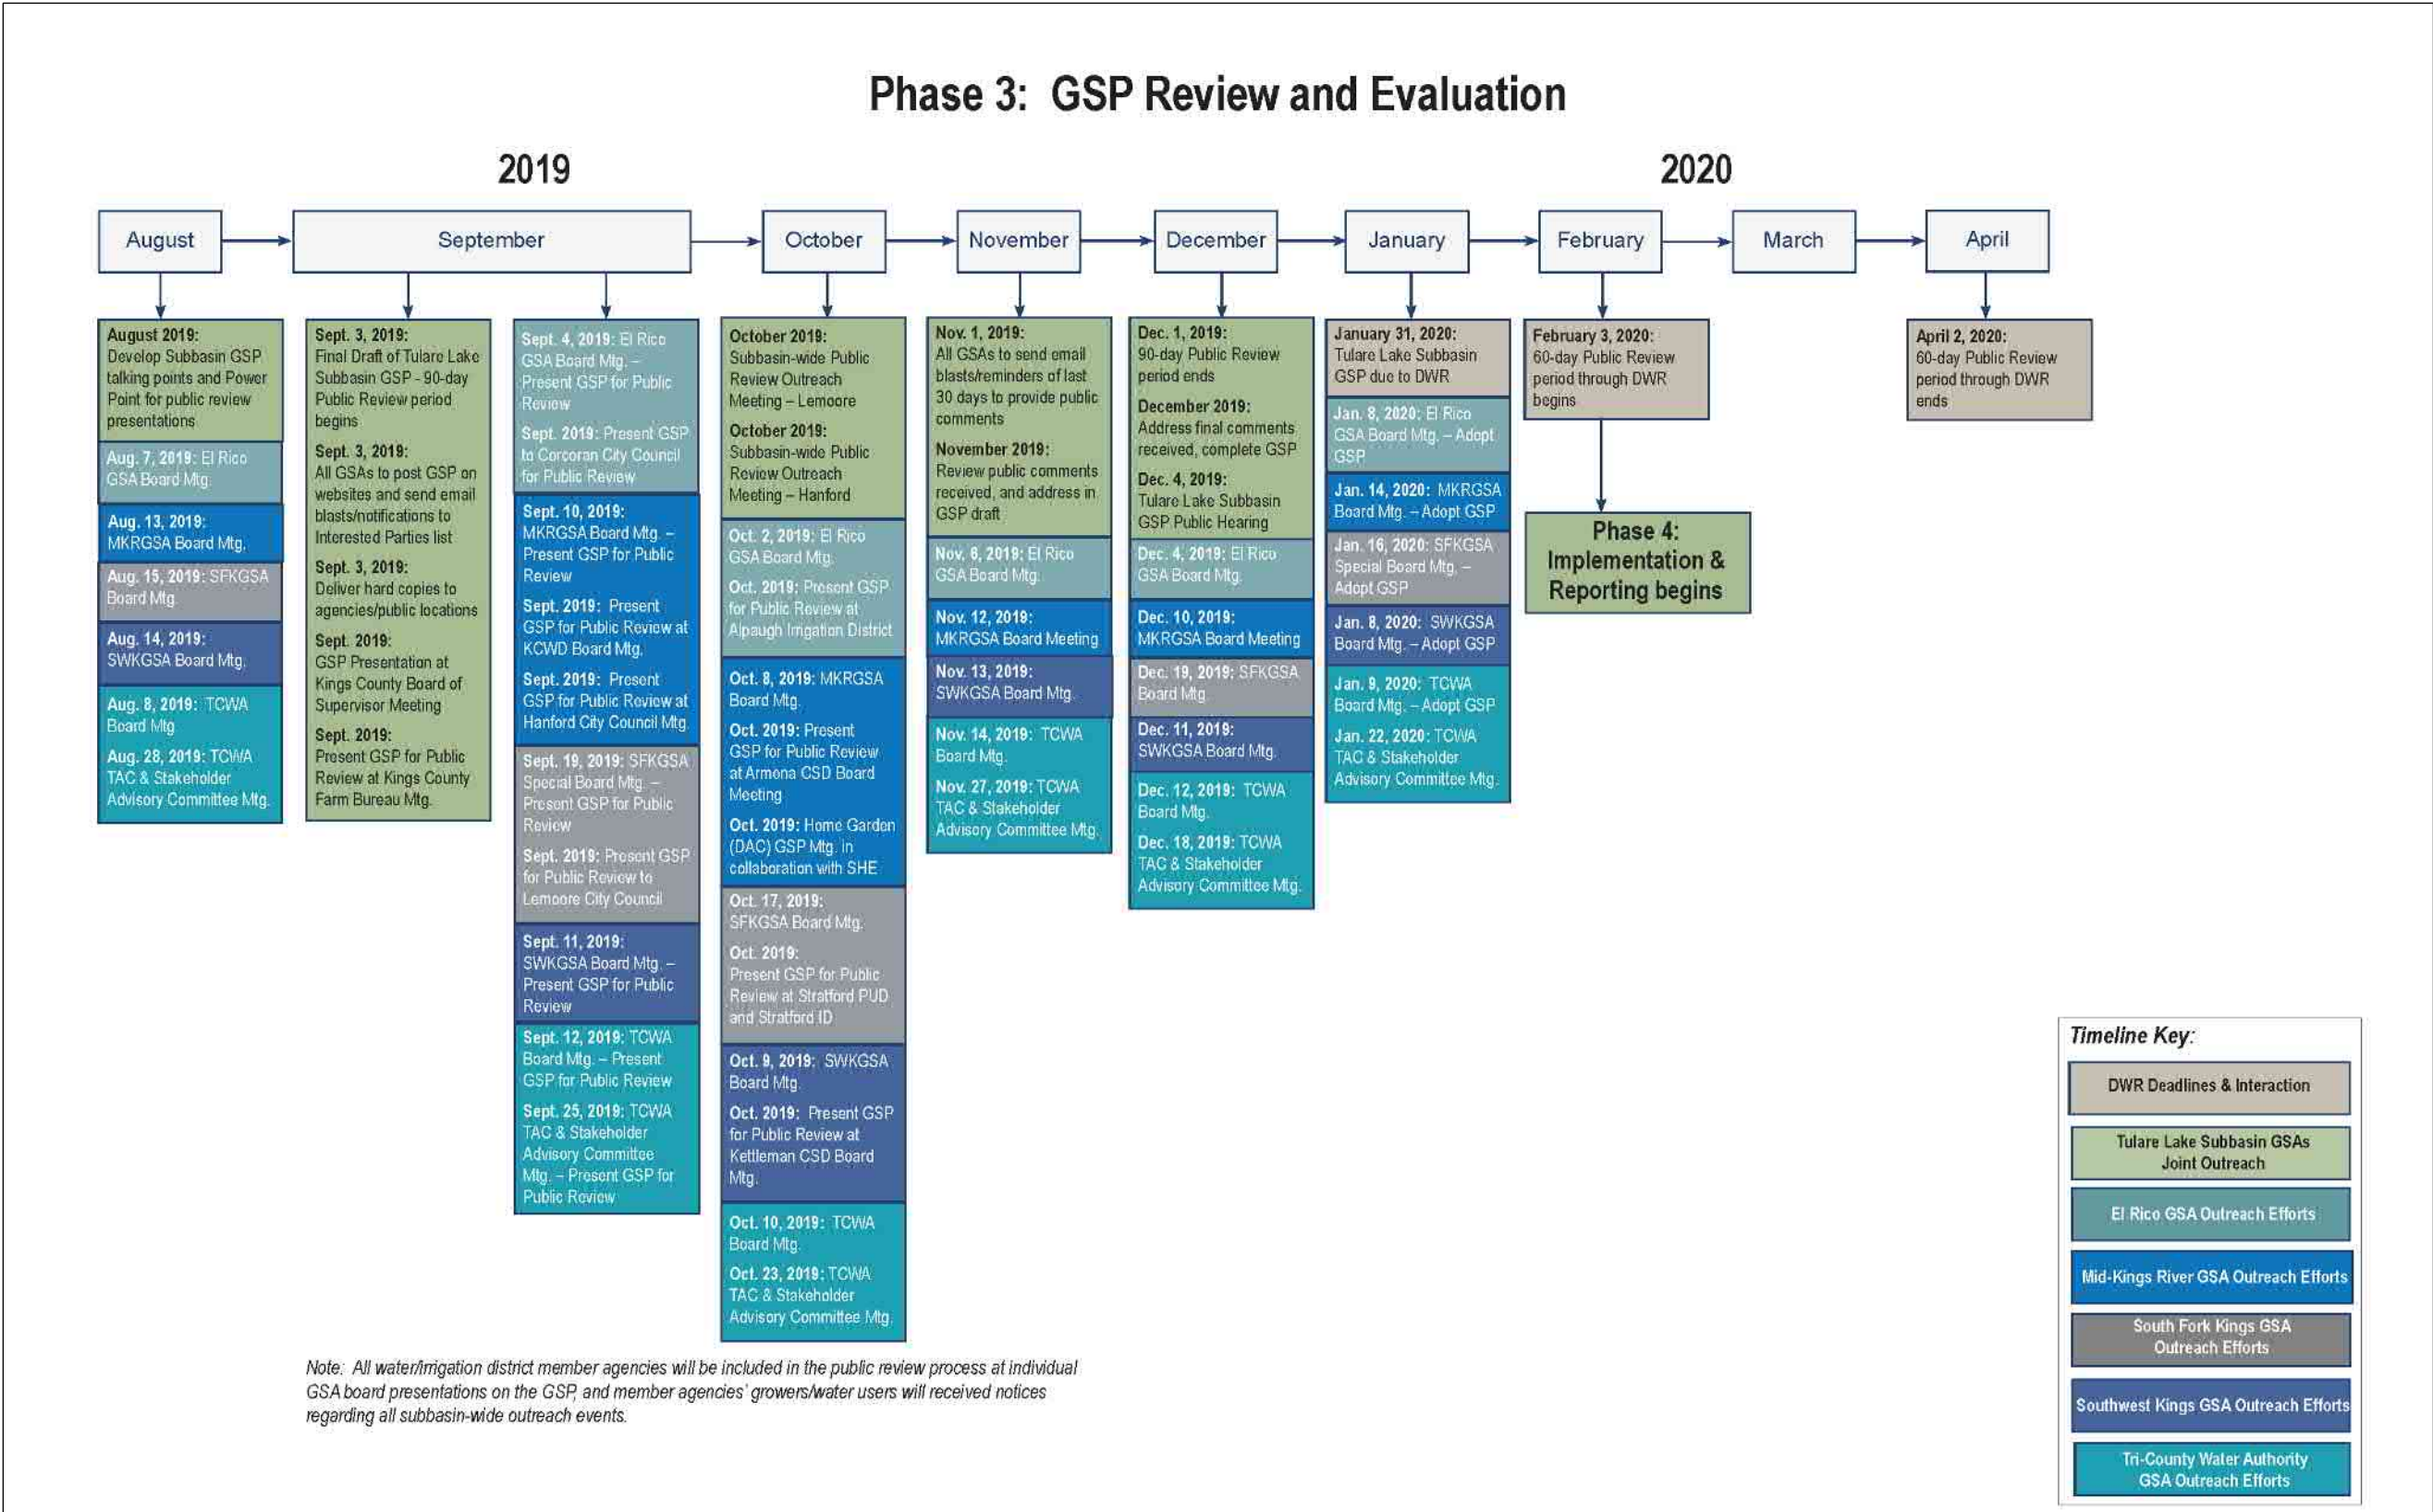 Phase 3: GSP Review and Evaluation
2019
2020
August
September
October
November
December
January
February
March
April
August 2019:
Develop Subbasin GSP
talking points and Power
Point for public review
presentations
Aug. 7, 2019: El Rico
GSA Board Mtg.
Aug. 13, 2019:
MKRGSA Board Mtg.
Aug. 15, 2019: SFKGSA
Board Mtg.
Aug. 14, 2019:
SWKGSA Board Mtg.
Aug. 8, 2019: TCWA
Board Mtg
Aug. 28, 2019: TCWA
TAC & Stakeholder
Advisory Committee Mtg.
Sept. 3, 2019:
Final Draft of Tulare Lake
Subbasin GSP - 90-day
Public Review period
begins
Sept. 3, 2019:
All GSAs to post GSP on
websites and send email
blasts/notifications to
Interested Parties list
Sept. 3, 2019:
Deliver hard copies to
agencies/public locations
Sept. 2019:
GSP Presentation at
Kings County Board of
Supervisor Meeting
Sept. 2019:
Present GSP for Public
Review at Kings County
Farm Bureau Mtg.
Sept. 4, 2019: El Rico
GSA Board Mtg. –
Present GSP for Public
Review
Sept. 2019: Present GSP
to Corcoran City Council
for Public Review
Sept. 10, 2019:
MKRGSA Board Mtg. –
Present GSP for Public
Review
Sept. 2019: Present
GSP for Public Review at
KCWD Board Mtg.
Sept. 2019: Present
GSP for Public Review at
Hanford City Council Mtg.
Sept. 19, 2019: SFKGSA
Special Board Mtg. –
Present GSP for Public
Review
Sept. 2019: Present GSP
for Public Review to
Lemoore City Council
Sept. 11, 2019:
SWKGSA Board Mtg. –
Present GSP for Public
Review
Sept. 12, 2019: TCWA
Board Mtg. – Present
GSP for Public Review
Sept. 25, 2019: TCWA
TAC & Stakeholder
Advisory Committee
Mtg. – Present GSP for
Public Review
October 2019:
Subbasin-wide Public
Review Outreach
Meeting – Lemoore
October 2019:
Subbasin-wide Public
Review Outreach
Meeting – Hanford
Oct. 2, 2019: El Rico
GSA Board Mtg.
Oct. 2019: Present GSP
for Public Review at
Alpaugh Irrigation District
Oct. 8, 2019: MKRGSA
Board Mtg.
Oct. 2019: Present
GSP for Public Review
at Armona CSD Board
Meeting
Oct. 2019: Home Garden
(DAC) GSP Mtg. in
collaboration with SHE
Oct. 17, 2019:
SFKGSA Board Mtg.
Oct. 2019:
Present GSP for Public
Review at Stratford PUD
and Stratford ID
Oct. 9, 2019: SWKGSA
Board Mtg.
Oct. 2019: Present GSP
for Public Review at
Kettleman CSD Board
Mtg.
Oct. 10, 2019: TCWA
Board Mtg.
Oct. 23, 2019: TCWA
TAC & Stakeholder
Advisory Committee Mtg.
Nov. 1, 2019:
All GSAs to send email
blasts/reminders of last
30 days to provide public
comments
November 2019:
Review public comments
received, and address in
GSP draft
Nov. 6, 2019: El Rico
GSA Board Mtg.
Nov. 12, 2019:
MKRGSA Board Meeting
Nov. 13, 2019:
SWKGSA Board Mtg.
Nov. 14, 2019: TCWA
Board Mtg.
Nov. 27, 2019: TCWA
TAC & Stakeholder
Advisory Committee Mtg.
Dec. 1, 2019:
90-day Public Review
period ends
December 2019:
Address final comments
received, complete GSP
Dec. 4, 2019:
Tulare Lake Subbasin
GSP Public Hearing
Dec. 4, 2019: El Rico
GSA Board Mtg.
Dec. 10, 2019:
MKRGSA Board Meeting
Dec. 19, 2019: SFKGSA
Board Mtg.
Dec. 11, 2019:
SWKGSA Board Mtg.
Dec. 12, 2019: TCWA
Board Mtg.
Dec. 18, 2019: TCWA
TAC & Stakeholder
Advisory Committee Mtg.
January 31, 2020:
Tulare Lake Subbasin
GSP due to DWR
Jan. 8, 2020: El Rico
GSA Board Mtg. – Adopt
GSP
Jan. 14, 2020: MKRGSA
Board Mtg. – Adopt GSP
Jan. 16, 2020: SFKGSA
Special Board Mtg. –
Adopt GSP
Jan. 8, 2020: SWKGSA
Board Mtg. – Adopt GSP
Jan. 9, 2020: TCWA
Board Mtg. – Adopt GSP
Jan. 22, 2020: TCWA
TAC & Stakeholder
Advisory Committee Mtg.
February 3, 2020:
60-day Public Review
period through DWR
begins
Phase 4:
Implementation &
Reporting begins
April 2, 2020:
60-day Public Review
period through DWR
ends
Note: All water/irrigation district member agencies will be included in the public review process at individual
GSA board presentations on the GSP, and member agencies' growers/water users will received notices
regarding all subbasin-wide outreach events.
Timeline Key:
DWR Deadlines & Interaction
Tulare Lake Subbasin GSAs
Joint Outreach
El Rico GSA Outreach Efforts
Mid-Kings River GSA Outreach Efforts
South Fork Kings GSA
Outreach Efforts
Southwest Kings GSA Outreach Efforts
Tri-County Water Authority
GSA Outreach Efforts